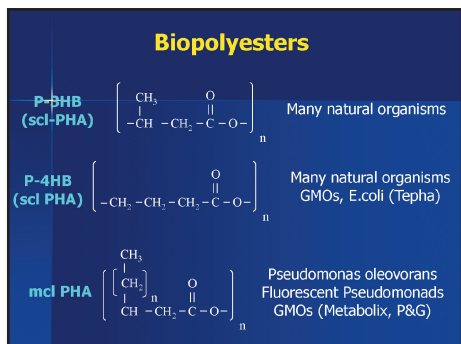 Biopolyesters
P-3HB
(scl-PHA)
CH₃
O
-CH-CH₂-C-O-
n
Many natural organisms
P-4HB
(scl PHA)
O
-CH₂-CH₂-CH₂-C-O-
n
Many natural organisms
GMOs, E.coli (Tepha)
mcl PHA
CH₃
CH₂
n
O
CH-CH₂-C-O-
n
Pseudomonas oleovorans
Fluorescent Pseudomonads
GMOs (Metabolix, P&G)